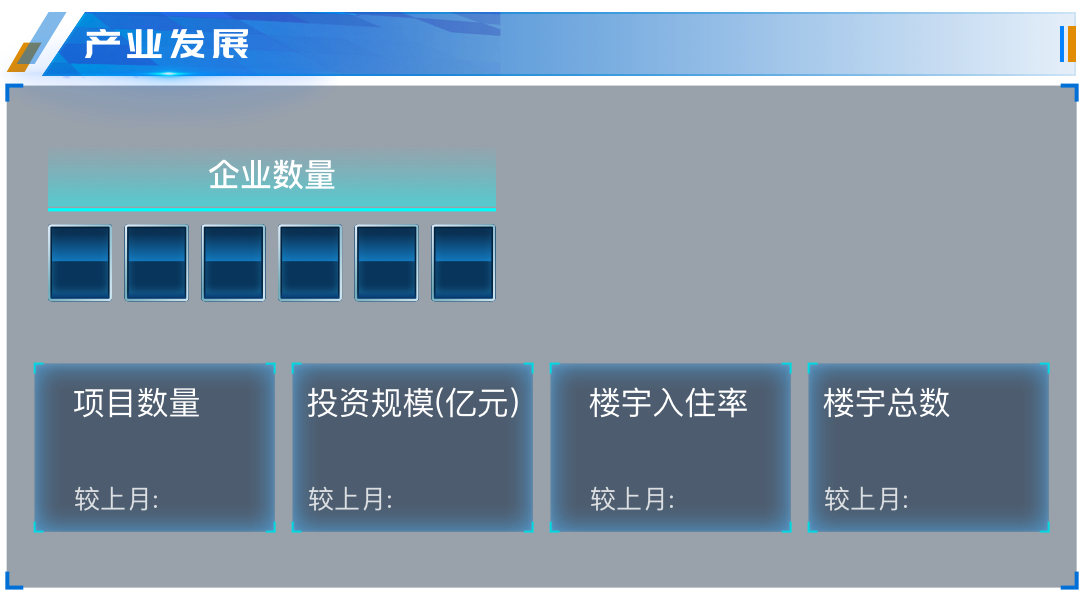 产业发展
企业数量
项目数量
较上月:
投资规模(亿元)
较上月:
楼宇入住率
较上月:
楼宇总数
较上月: